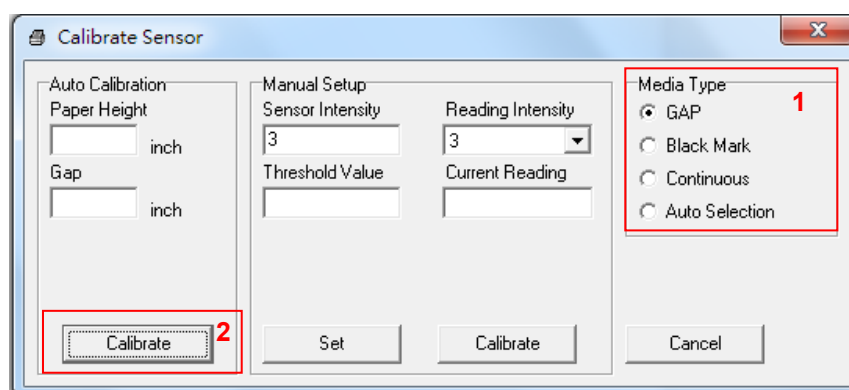 Calibrate Sensor
X
Auto Calibration
Paper Height
inch
Gap
inch
Calibrate
2
Manual Setup
Sensor Intensity
Reading Intensity
3
3
Threshold Value
Current Reading
Set
Calibrate
Media Type
1
GAP
Black Mark
Continuous
Auto Selection
Cancel